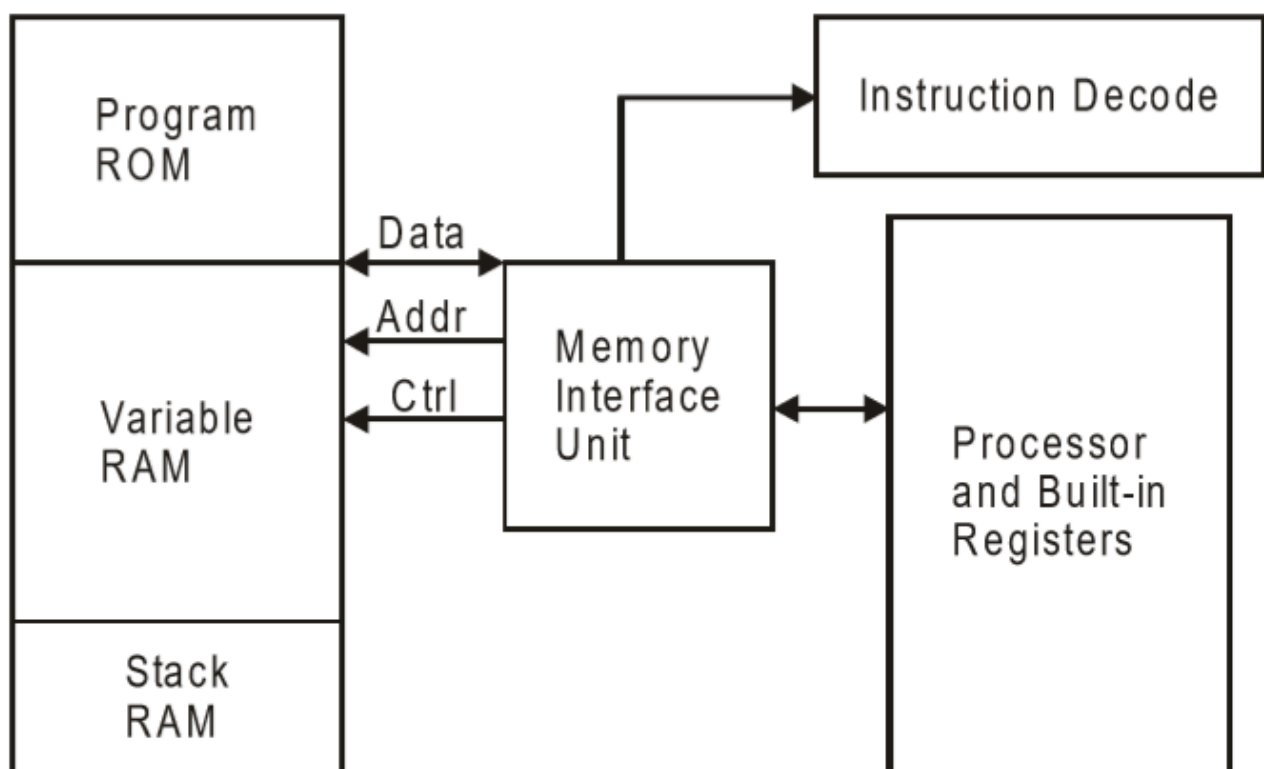 Program
ROM
Variable
RAM
Stack
RAM
Data
Addr
Ctrl
Memory
Interface
Unit
Instruction Decode
Processor
and Built-in
Registers